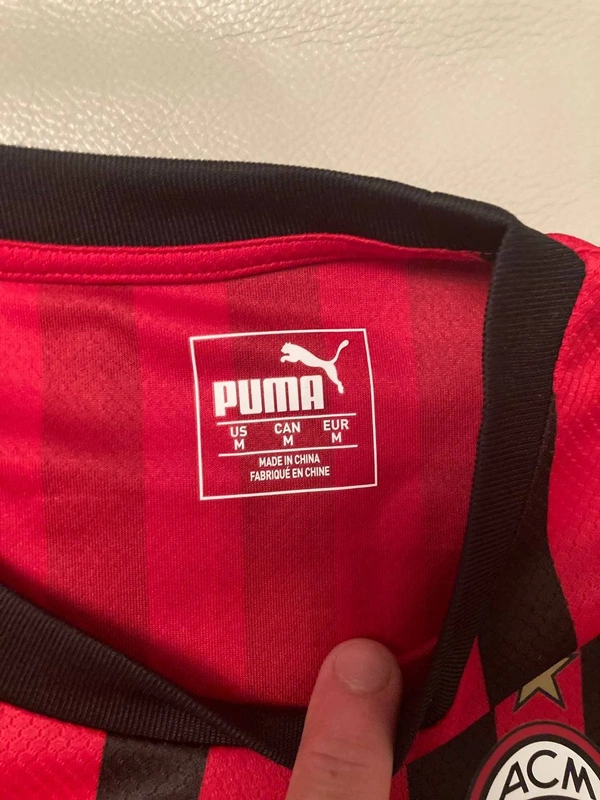 PUMA
US CAN EUR
M M M
MADE IN CHINA
FABRIQUÉ EN CHINE
ACM